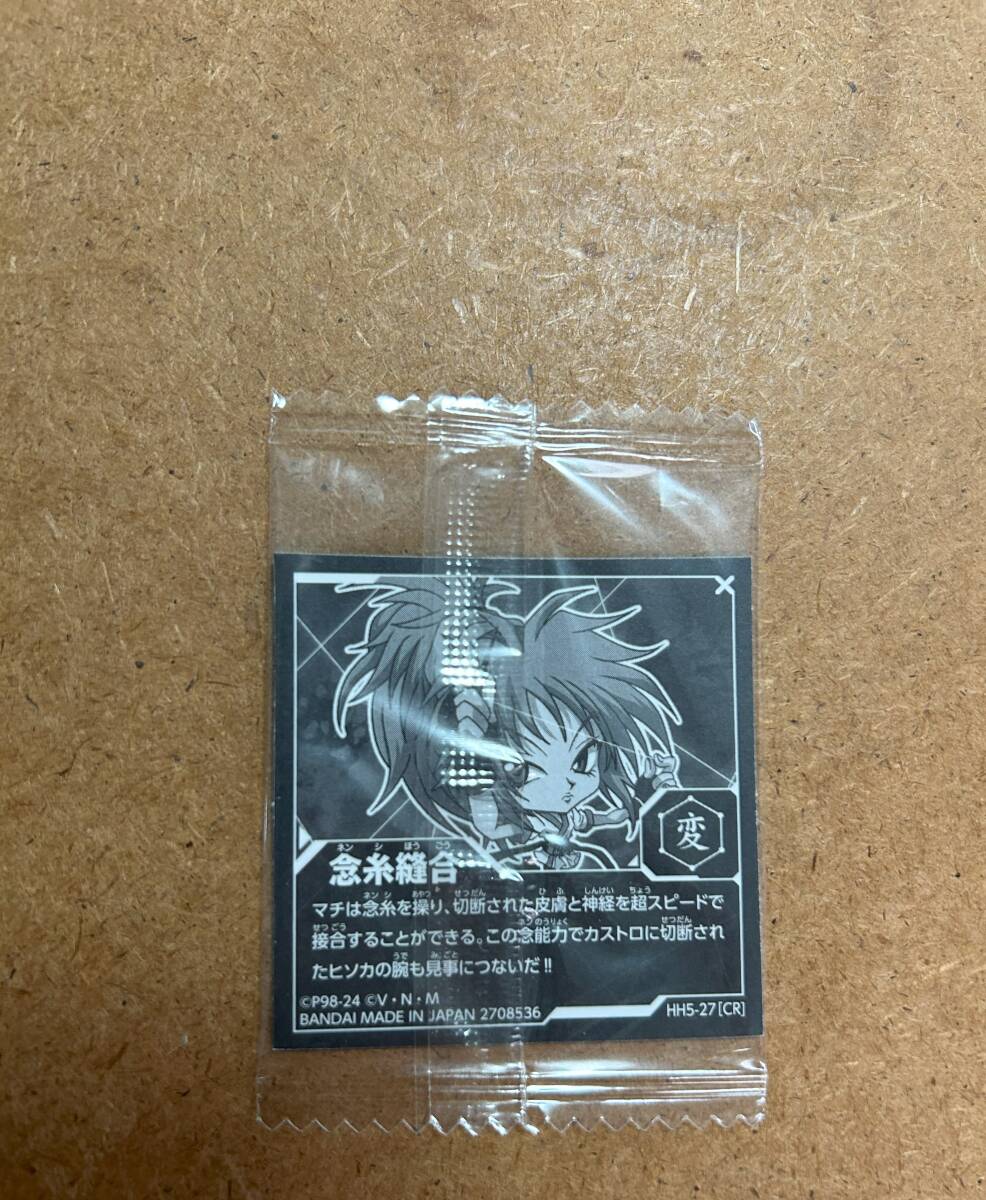 変
ネン シ ほう ごう
念糸縫合
ネン シ あやつ せつだん ひ ふ しんけい ちょう
マチは念糸を操り、切断された皮膚と神経を超スピードで
せつ ごう ネンのうりょく せつだん
接合することができる。この念能力でカストロに切断され
うで み ごと
たヒソカの腕も見事につないだ!!
©P98-24 ©V・N・M
BANDAI MADE IN JAPAN 2708536
HH5-27[CR]